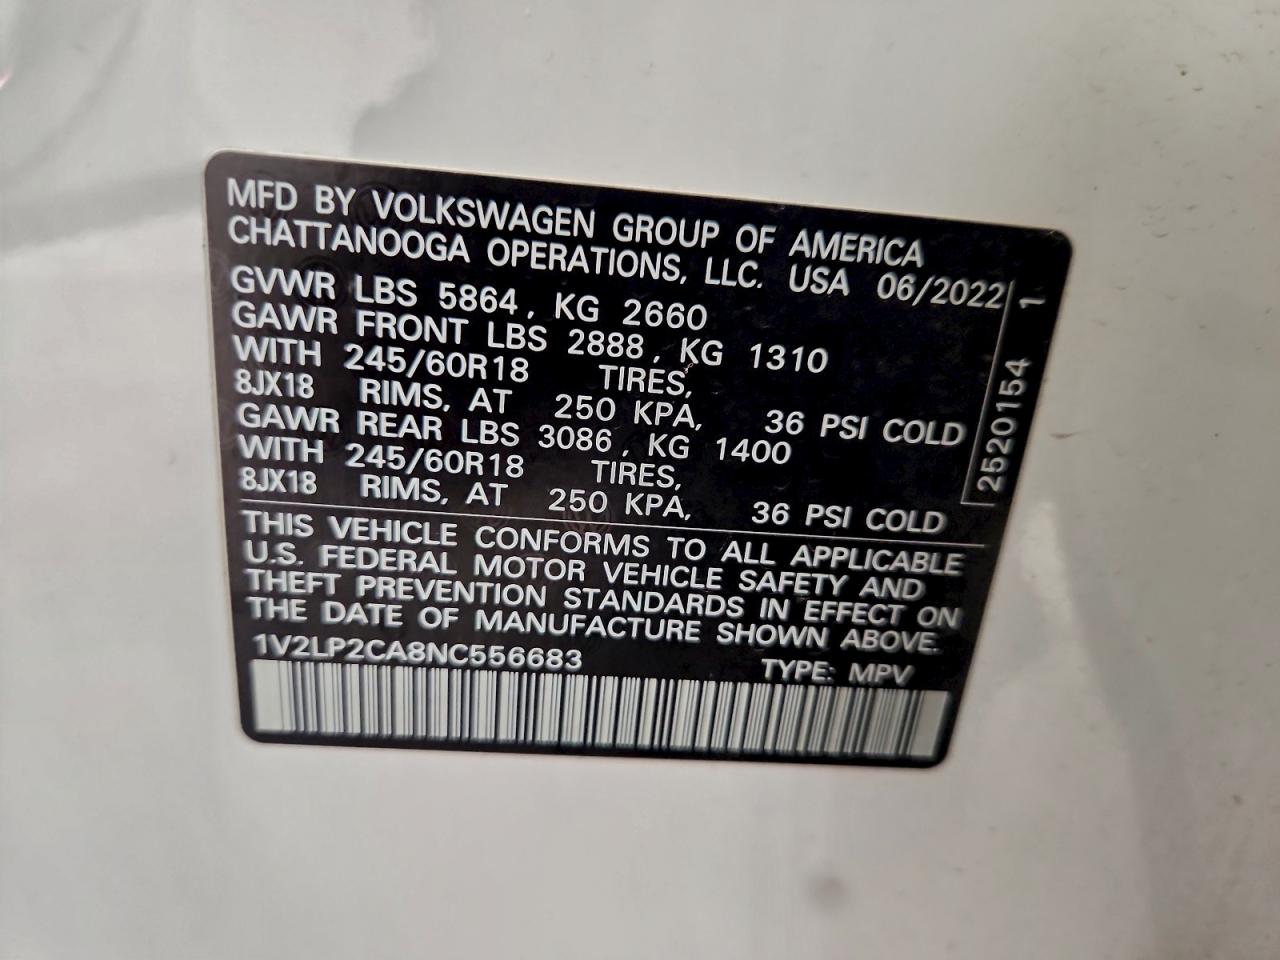 MFD BY VOLKSWAGEN GROUP OF AMERICA
CHATTANOOGA OPERATIONS, LLC. USA 06/2022
GVWR LBS 5864, KG 2660
GAWR FRONT LBS 2888, KG 1310
WITH 245/60R18 TIRES,
8JX18 RIMS, AT 250 KPA, 36 PSI COLD
GAWR REAR LBS 3086, KG 1400
WITH 245/60R18 TIRES,
8JX18 RIMS, AT 250 KPA, 36 PSI COLD
2520154 1
THIS VEHICLE CONFORMS TO ALL APPLICABLE
U.S. FEDERAL MOTOR VEHICLE SAFETY AND
THEFT PREVENTION STANDARDS IN EFFECT ON
THE DATE OF MANUFACTURE SHOWN ABOVE.
1V2LP2CA8NC556683 TYPE: MPV